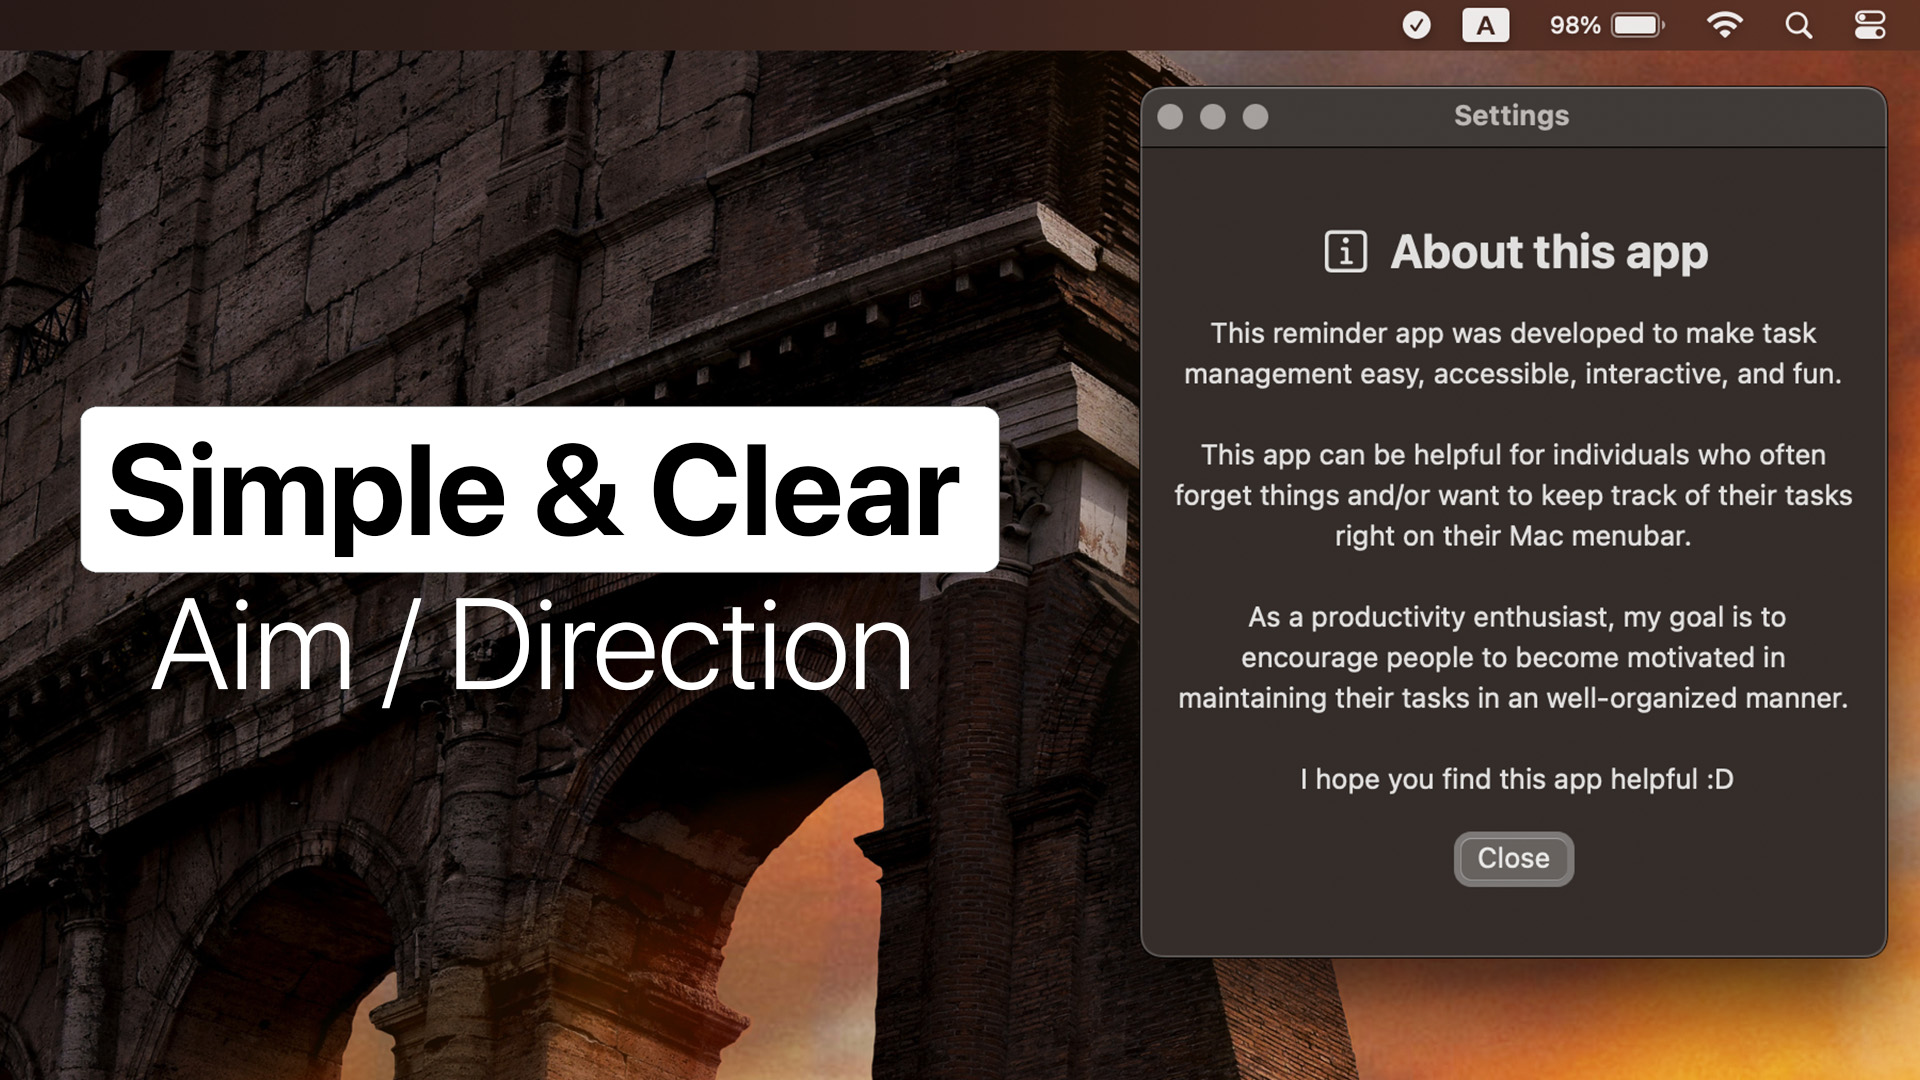 A
98%
Settings
About this app
This reminder app was developed to make task
management easy, accessible, interactive, and fun.
This app can be helpful for individuals who often
forget things and/or want to keep track of their tasks
right on their Mac menubar.
As a productivity enthusiast, my goal is to
encourage people to become motivated in
maintaining their tasks in an well-organized manner.
I hope you find this app helpful :D
Close
Simple & Clear
Aim / Direction